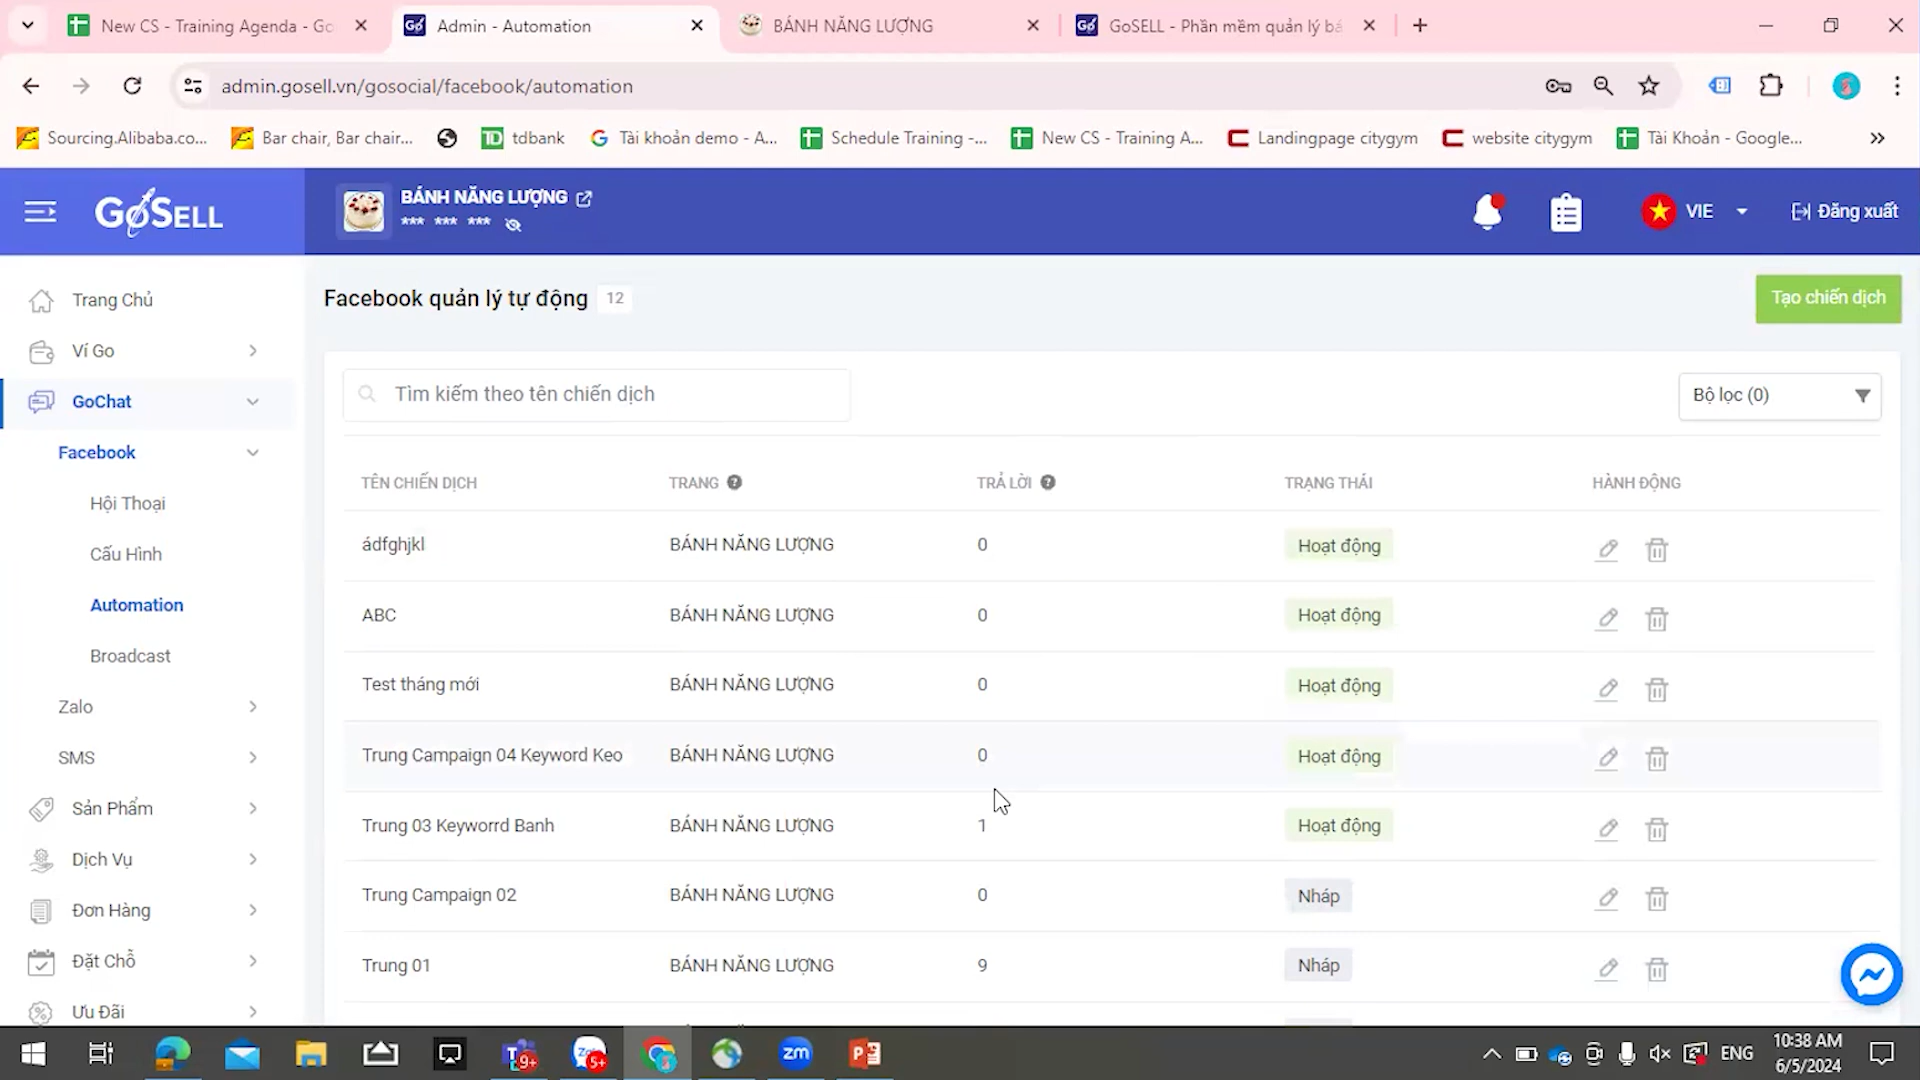 New CS - Training Agenda - Go
Admin - Automation
BÁNH NĂNG LƯỢNG
GoSELL - Phần mềm quản lý bá
admin.gosell.vn/gosocial/facebook/automation
Sourcing.Alibaba.co...
Bar chair, Bar chair...
tdbank
Tài khoản demo - A...
Schedule Training -...
New CS - Training A...
Landingpage citygym
website citygym
Tài Khoản - Google...
GOSELL
BÁNH NĂNG LƯỢNG
*** *** ***
VIE
Đăng xuất
Trang Chủ
Ví Go
GoChat
Facebook
Hội Thoại
Cấu Hình
Automation
Broadcast
Zalo
SMS
Sản Phẩm
Dịch Vụ
Đơn Hàng
Đặt Chỗ
Ưu Đãi
Facebook quản lý tự động 12
Tạo chiến dịch
Tìm kiếm theo tên chiến dịch
Bộ lọc (0)
TÊN CHIẾN DỊCH TRANG TRẢ LỜI TRẠNG THÁI HÀNH ĐỘNG
ádfghjkl BÁNH NĂNG LƯỢNG 0 Hoạt động
ABC BÁNH NĂNG LƯỢNG 0 Hoạt động
Test tháng mới BÁNH NĂNG LƯỢNG 0 Hoạt động
Trung Campaign 04 Keyword Keo BÁNH NĂNG LƯỢNG 0 Hoạt động
Trung 03 Keyworrd Banh BÁNH NĂNG LƯỢNG 1 Hoạt động
Trung Campaign 02 BÁNH NĂNG LƯỢNG 0 Nháp
Trung 01 BÁNH NĂNG LƯỢNG 9 Nháp
9+
5+
zm
ENG
10:38 AM
6/5/2024